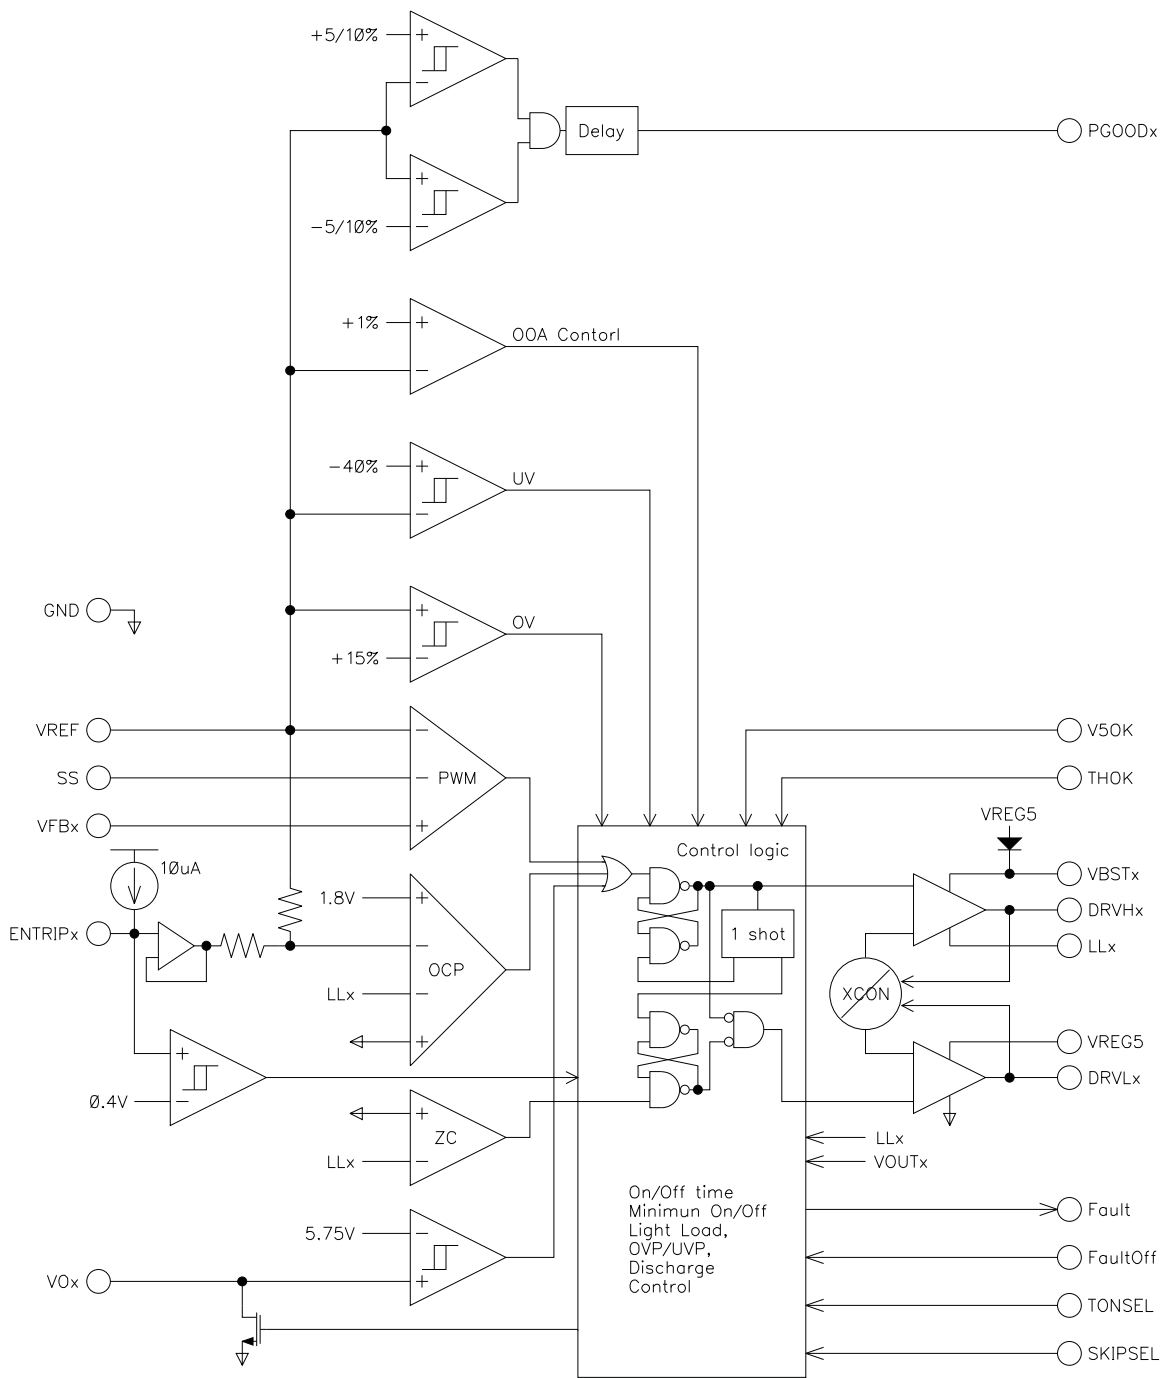 +5/10%
Delay
PGOODx
-5/10%
+1%
OOA Contorl
-40%
UV
GND
OV
+15%
VREF
V5OK
SS
PWM
THOK
VFBx
VREG5
Control logic
10uA
1.8V
VBSTx
DRVHx
ENTRIPx
1 shot
LLx
OCP
LLx
XCON
VREG5
0.4V
DRVLx
ZC
LLx
LLx
VOUTx
On/Off time
Minimun On/Off
Light Load,
OVP/UVP,
Discharge
Control
Fault
5.75V
FaultOff
VOx
TONSEL
SKIPSEL